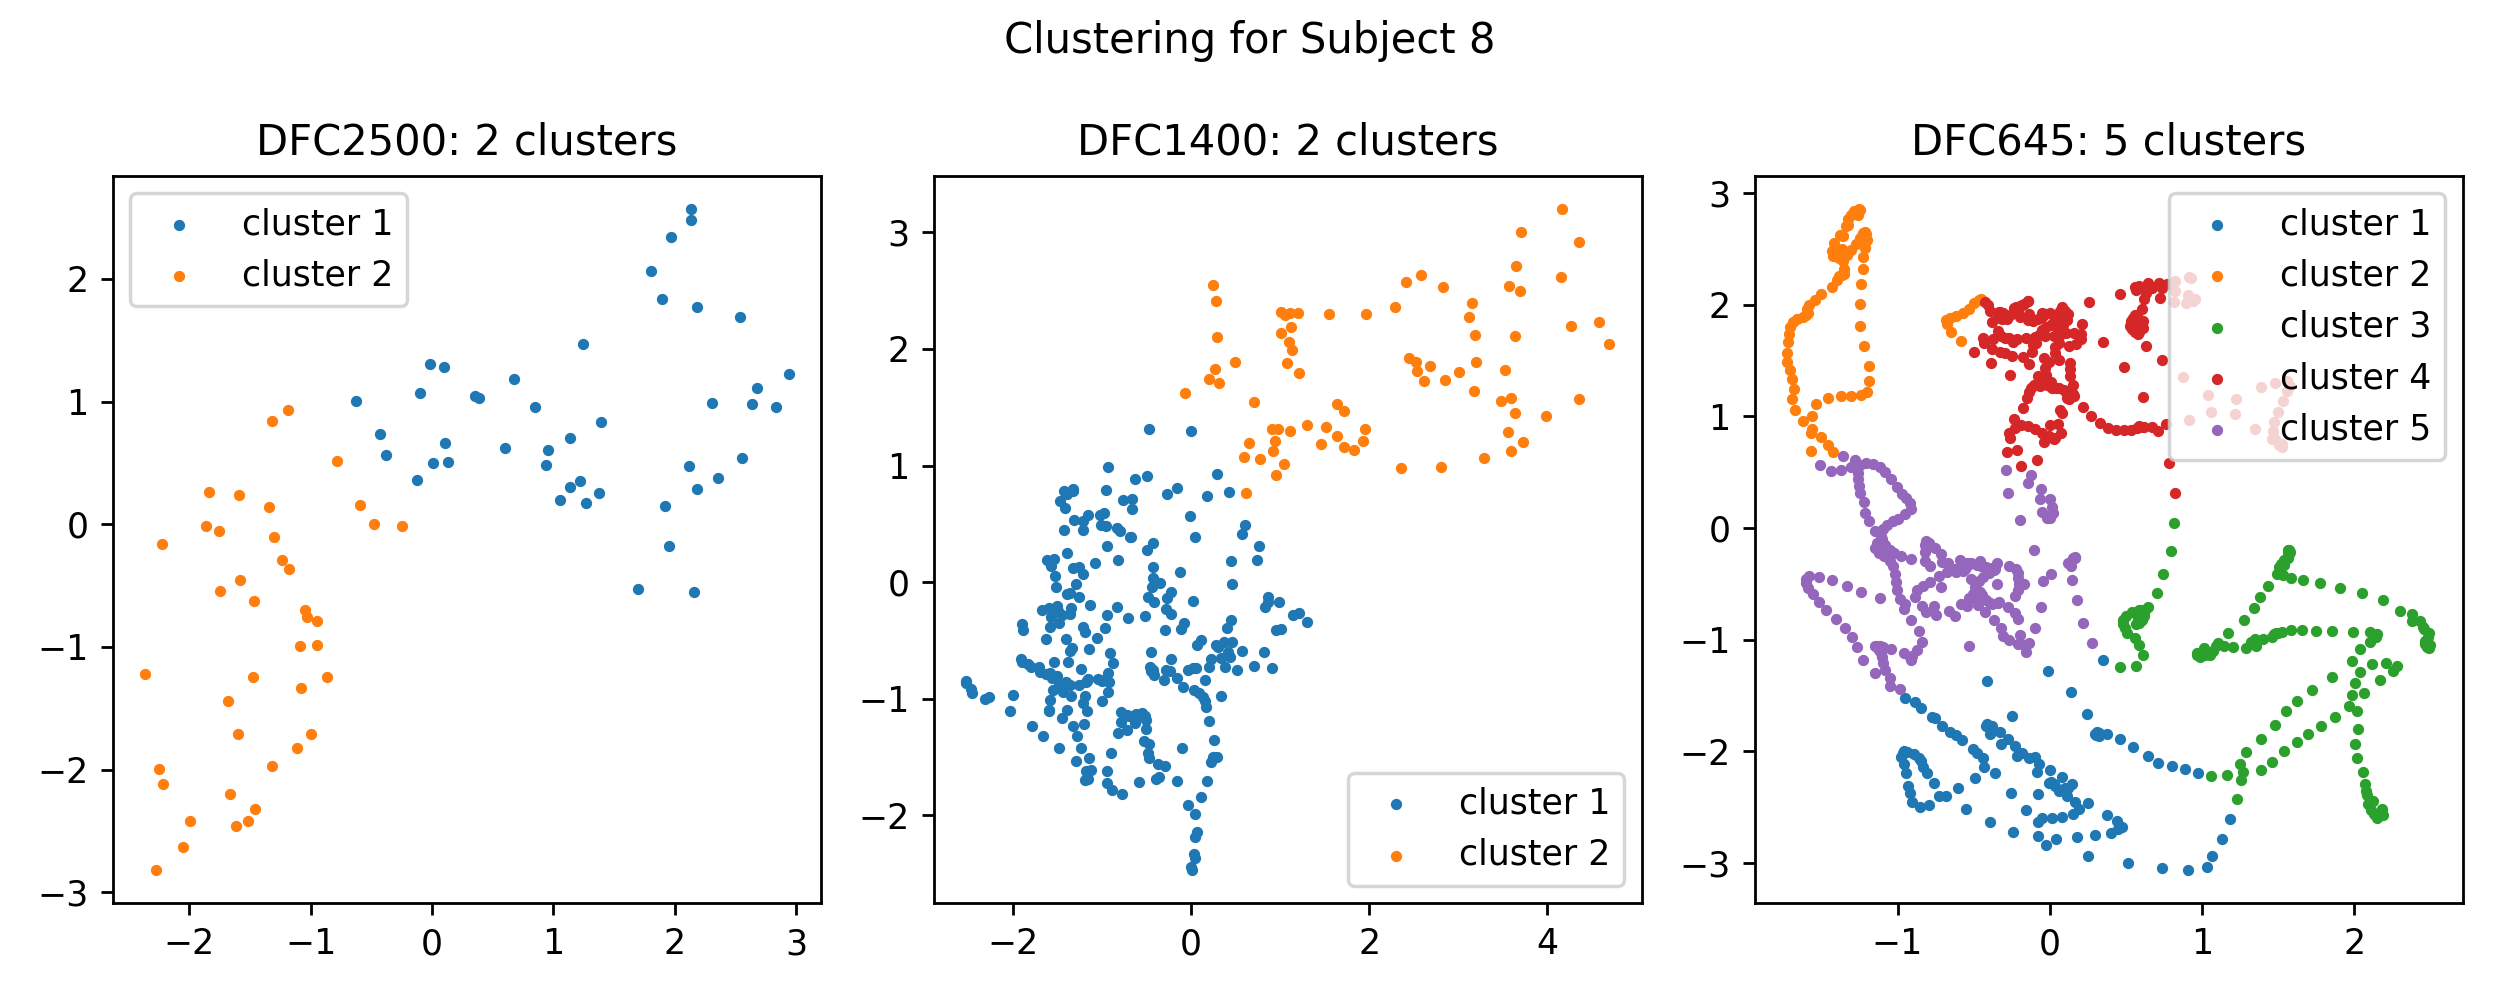 Clustering for Subject 8
DFC2500: 2 clusters
cluster 1
cluster 2
2
1
0
−1
−2
−3
−2
−1
0
1
2
3
DFC1400: 2 clusters
3
2
1
0
−1
−2
cluster 1
cluster 2
−2
0
2
4
DFC645: 5 clusters
3
2
1
0
−1
−2
−3
cluster 1
cluster 2
cluster 3
cluster 4
cluster 5
−1
0
1
2